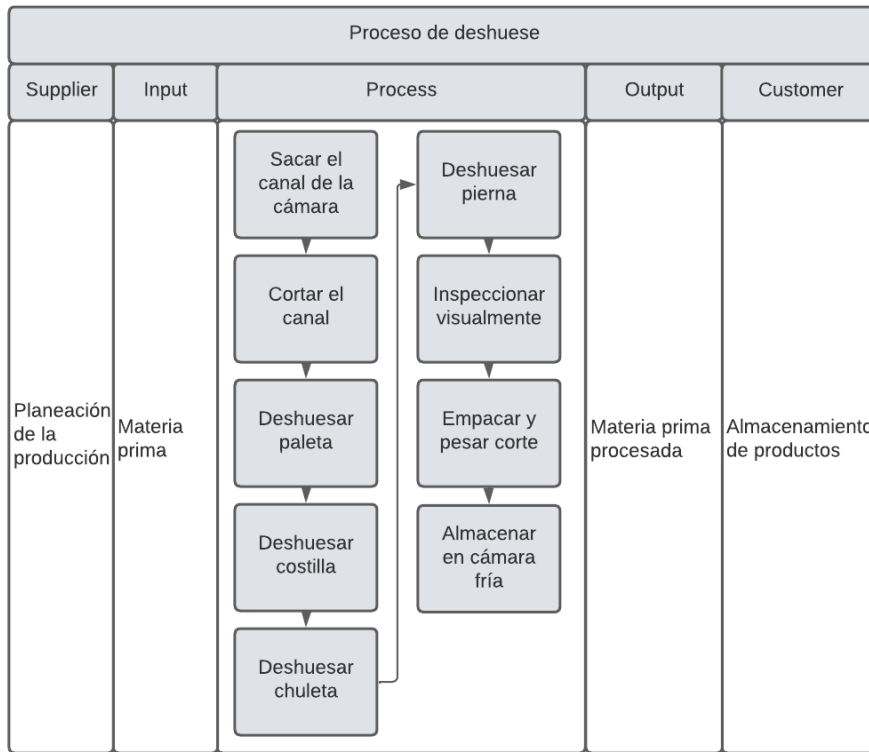 Proceso de deshuese
Supplier
Input
Process
Output
Customer
Planeación
de la
producción
Materia
prima
Sacar el
canal de la
cámara
Cortar el
canal
Deshuesar
paleta
Deshuesar
costilla
Deshuesar
chuleta
Deshuesar
pierna
Inspeccionar
visualmente
Empacar y
pesar corte
Almacenar
en cámara
fría
Materia prima
procesada
Almacenamiento
de productos